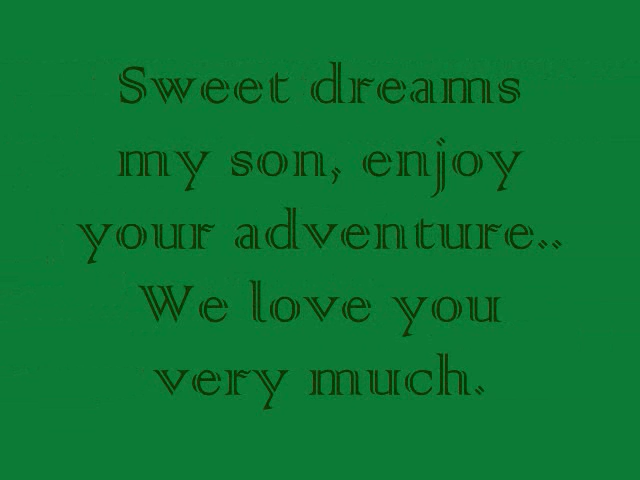 Sweet dreams
my son, enjoy
your adventure..
We love you
very much.